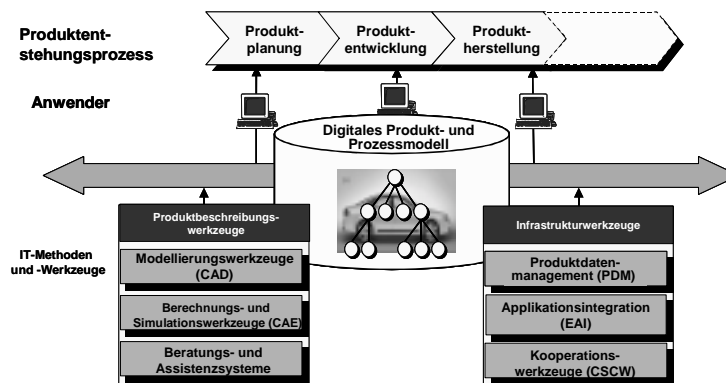 Produktent-
stehungsprozess
Produkt-
planung
Produkt-
entwicklung
Produkt-
herstellung
Anwender
Digitales Produkt- und
Prozessmodell
IT-Methoden
und -Werkzeuge
Produktbeschreibungs-
werkzeuge
Modellierungswerkzeuge
(CAD)
Berechnungs- und
Simulationswerkzeuge (CAE)
Beratungs- und
Assistenzsysteme
Infrastrukturwerkzeuge
Produktdaten-
management (PDM)
Applikationsintegration
(EAI)
Kooperations-
werkzeuge (CSCW)